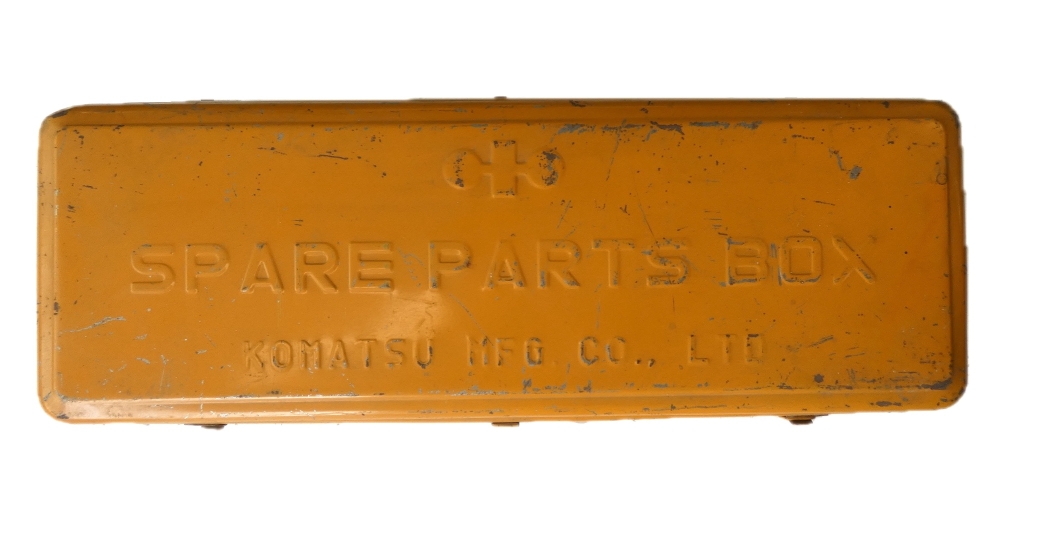 SPARE PARTS BOX
KOMATSU MFG. CO., LTD